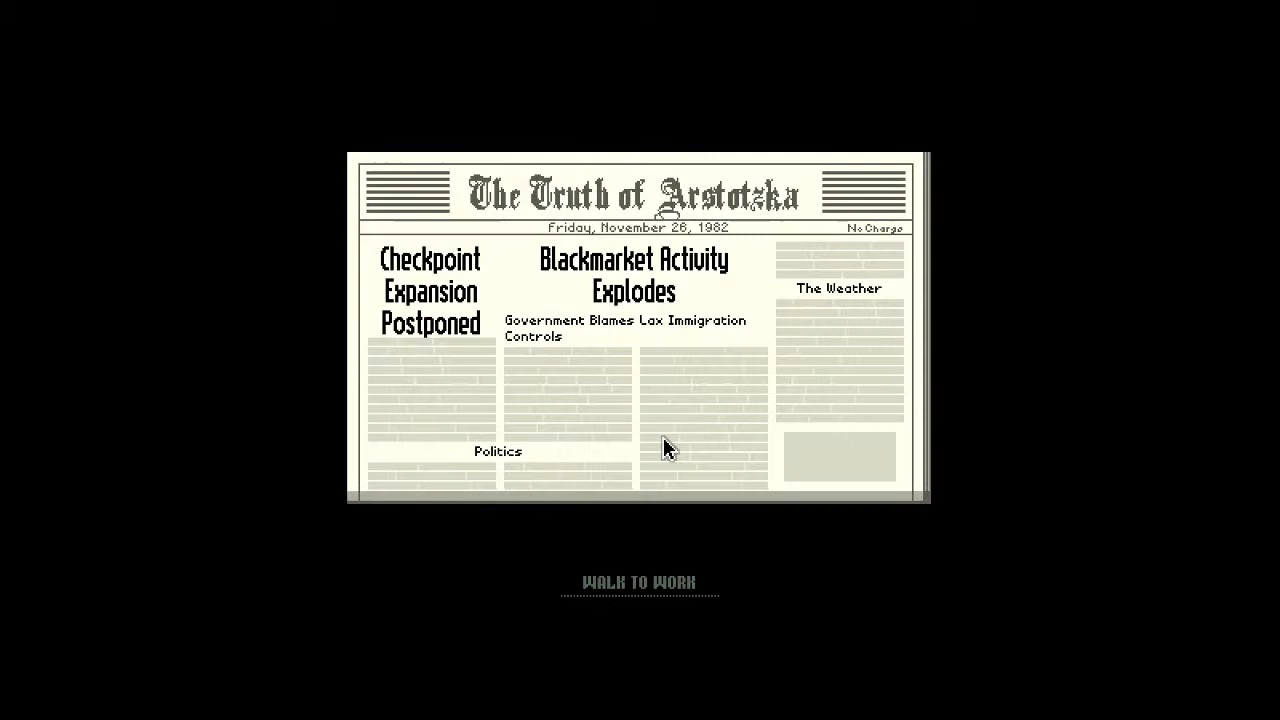 The Truth of Arstotzka
Friday, November 26, 1982
No Charge
Checkpoint
Expansion
Postponed
Blackmarket Activity
Explodes
Government Blames Lax Immigration
Controls
The Weather
Politics
WALK TO WORK